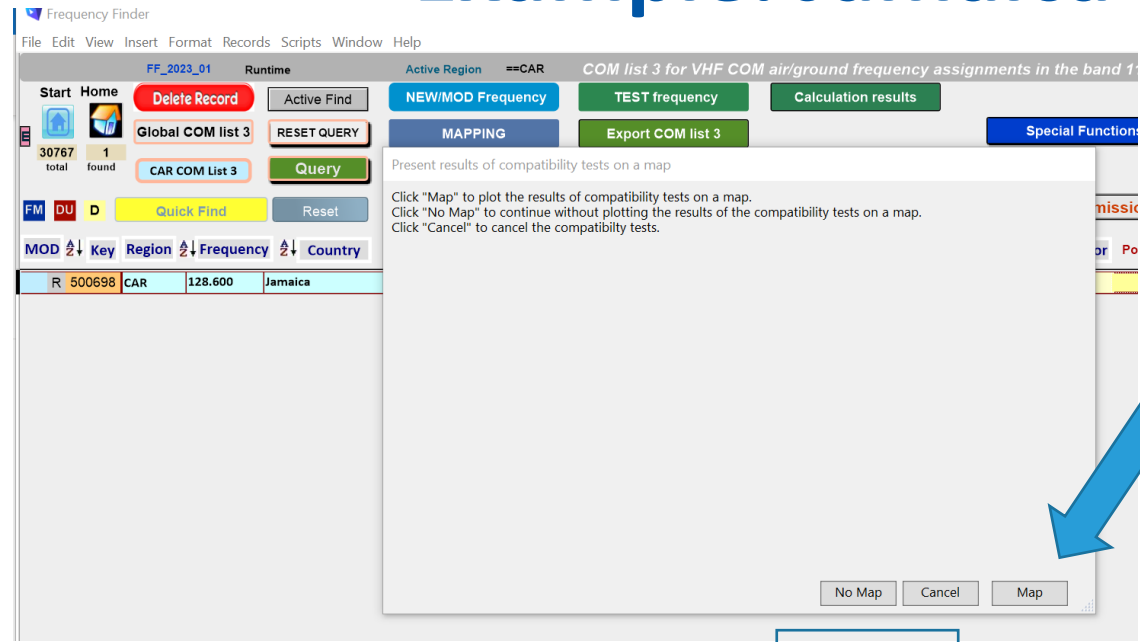 Frequency Finder
File Edit View Insert Format Records Scripts Window Help
FF_2023_01 Runtime Active Region ==CAR COM list 3 for VHF COM air/ground frequency assignments in the band
Start Home Delete Record Active Find NEW/MOD Frequency TEST frequency Calculation results
E Global COM list 3 RESET QUERY MAPPING Export COM list 3 Special Functions
30767 1
total found CAR COM List 3 Query
Present results of compatibility tests on a map
Click "Map" to plot the results of compatibility tests on a map.
Click "No Map" to continue without plotting the results of the compatibility tests on a map.
Click "Cancel" to cancel the compatibilty tests.
FM DU D Quick Find Reset
MOD Key Region Frequency Country
R 500698 CAR 128.600 Jamaica
No Map Cancel Map